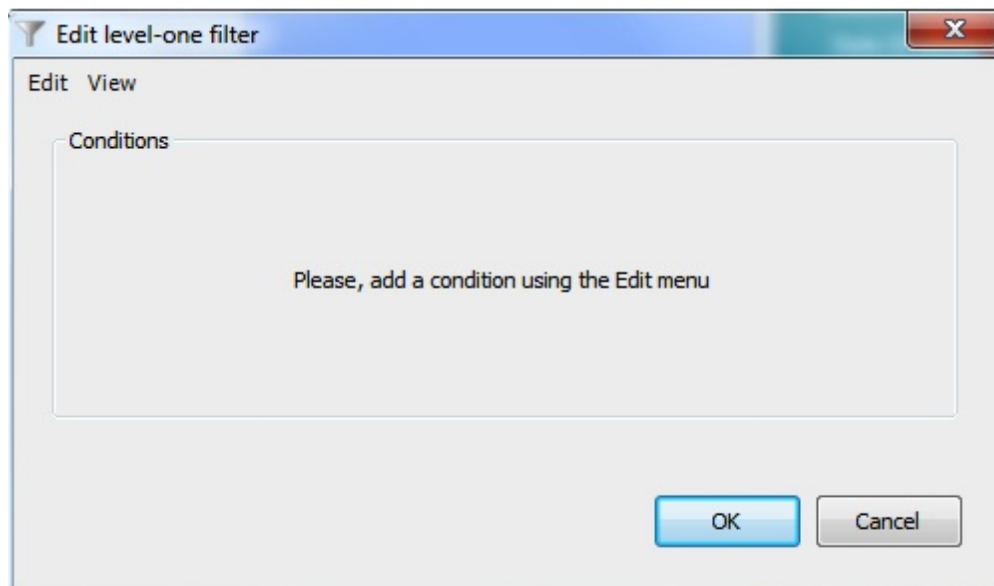 Edit level-one filter
Edit View
Conditions
Please, add a condition using the Edit menu
OK Cancel